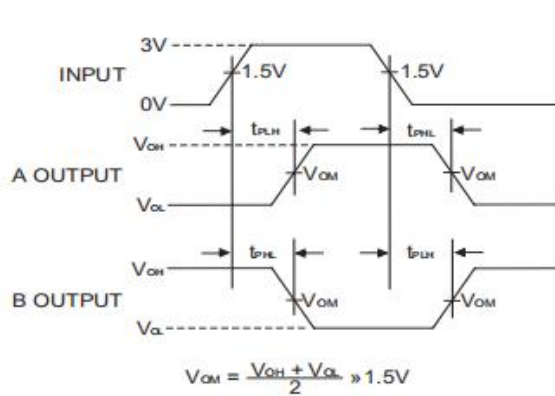 3V
INPUT
1.5V
1.5V
0V
tPLH
tPHL
VOH
A OUTPUT
VOM
VOM
VOL
tPHL
tPLH
VOH
B OUTPUT
VOM
VOM
VOL
VOM = VOH + VOL / 2 » 1.5V